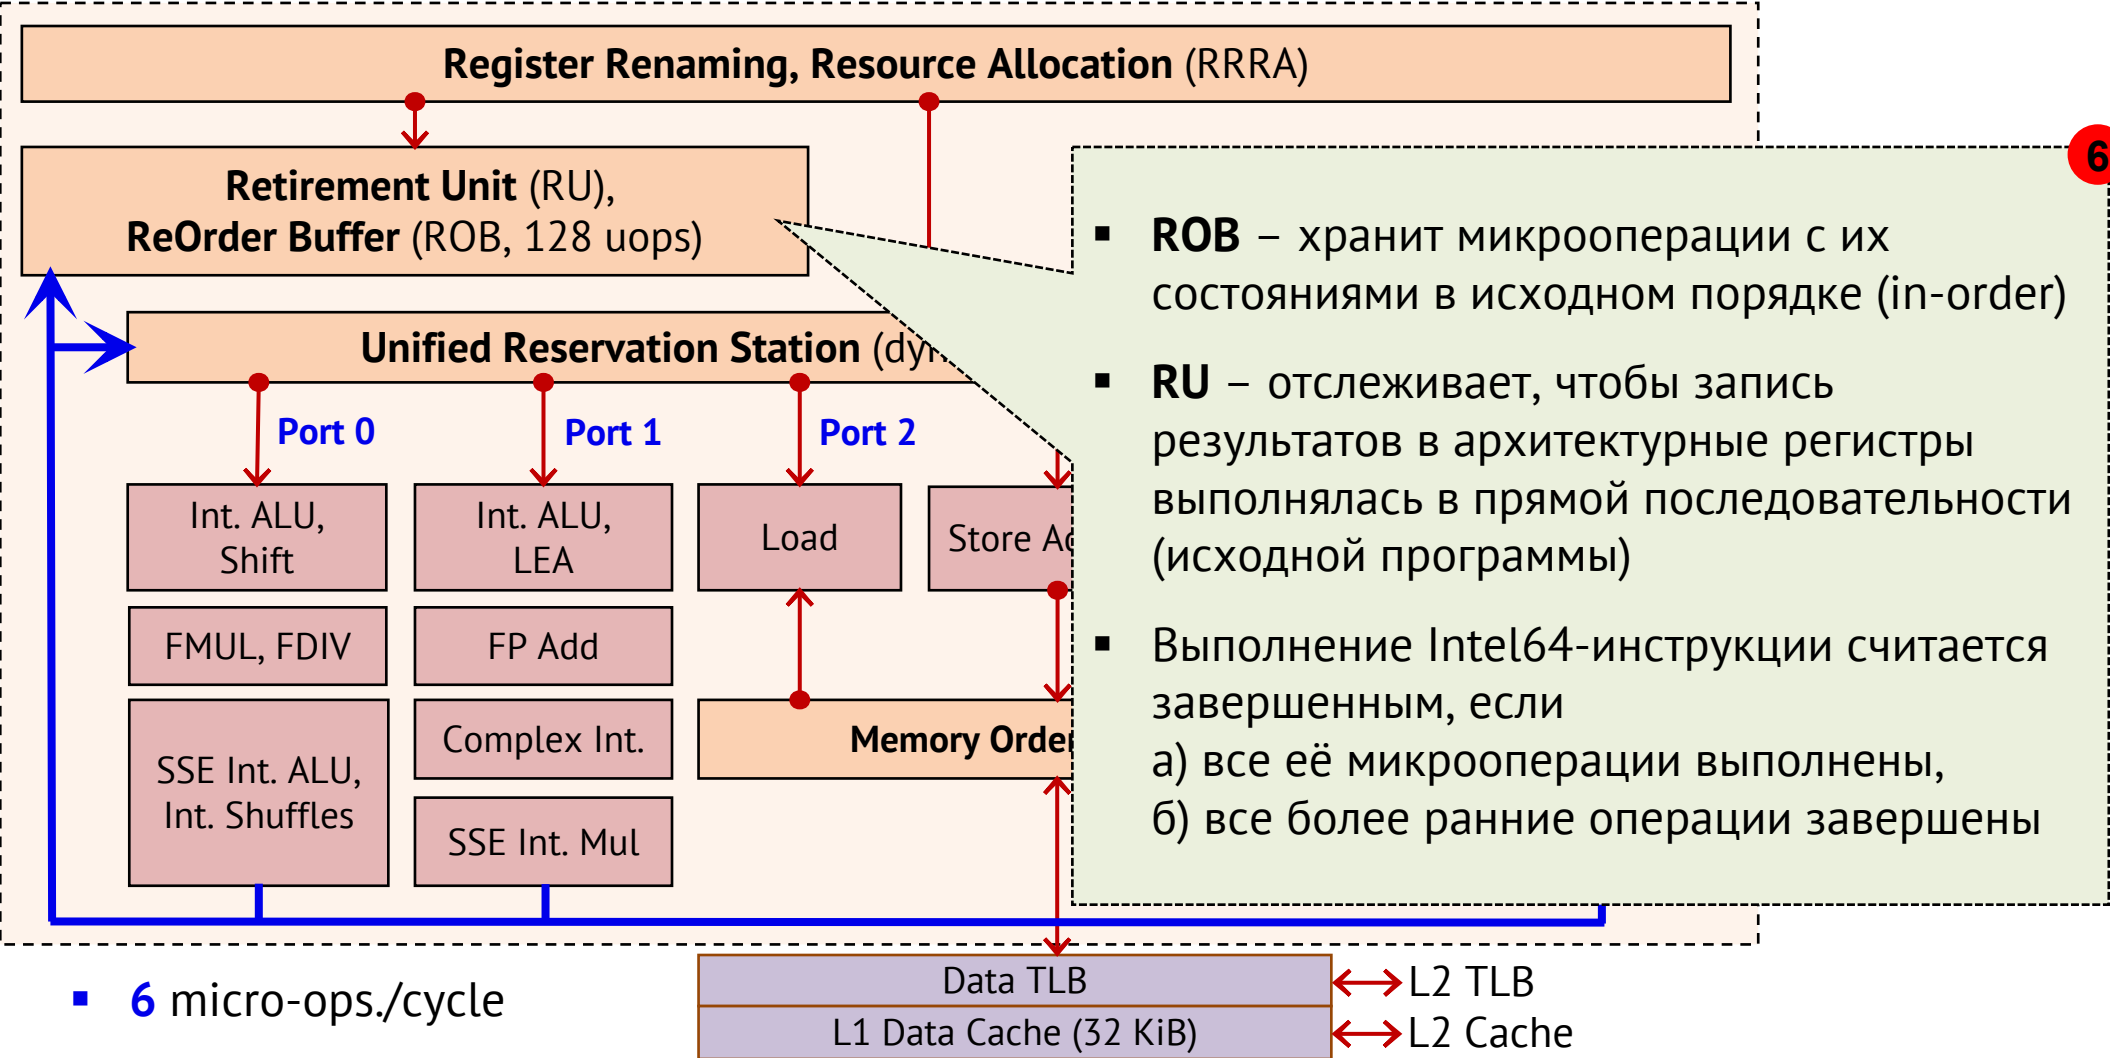 Register Renaming, Resource Allocation (RRRA)
Retirement Unit (RU),
ReOrder Buffer (ROB, 128 uops)
Unified Reservation Station
Port 0
Port 1
Port 2
Int. ALU,
Shift
Int. ALU,
LEA
Load
Store
FMUL, FDIV
FP Add
SSE Int. ALU,
Int. Shuffles
Complex Int.
SSE Int. Mul
Memory
6
▪ ROB – хранит микрооперации с их
состояниями в исходном порядке (in-order)
▪ RU – отслеживает, чтобы запись
результатов в архитектурные регистры
выполнялась в прямой последовательности
(исходной программы)
▪ Выполнение Intel64-инструкции считается
завершенным, если
а) все её микрооперации выполнены,
б) все более ранние операции завершены
▪ 6 micro-ops./cycle
Data TLB
L2 TLB
L1 Data Cache (32 KiB)
L2 Cache